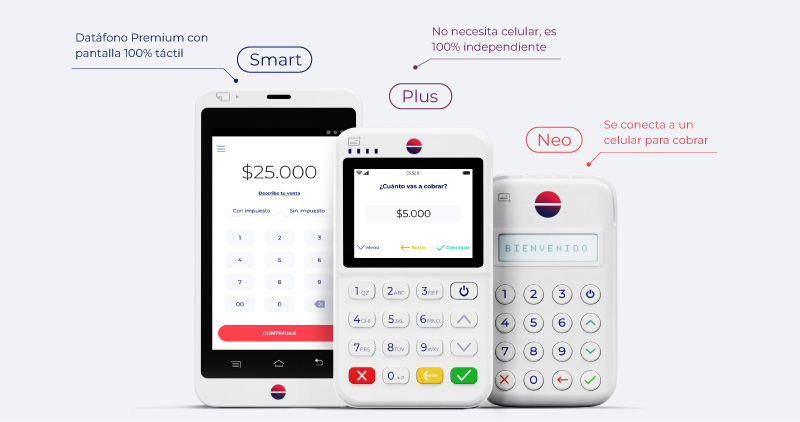 Datáfono Premium con
pantalla 100% táctil
Smart
No necesita celular, es
100% independiente
Plus
Se conecta a un
celular para cobrar
Neo
$25.000
Describe tu venta
Con impuesto
Sin impuesto
1 2 3
4 5 6
7 8 9
00 0
CONTINUAR
¿Cuánto vas a cobrar?
$5.000
Menú
Borrar
Continuar
1 QZ 2 ABC 3 DEF
4 GHI 5 JKL 6 MNO
7 PRS 8 TUV 9 WXY
0
BIENVENIDO
1 2 3
4 5 6
7 8 9
0